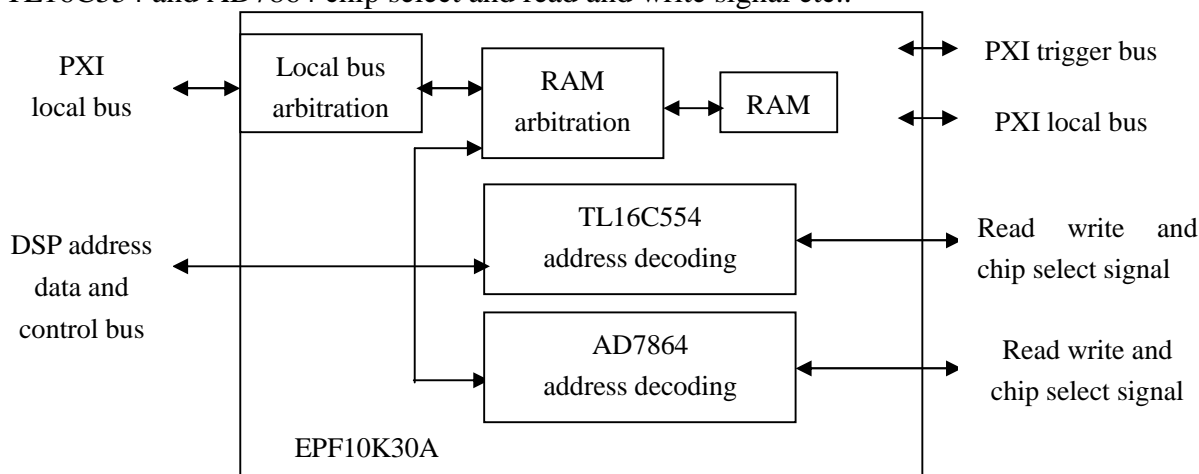 TL16C554 and AD7864 chip select and read and write signal etc..
PXI
local bus
Local bus
arbitration
RAM
arbitration
RAM
PXI trigger bus
PXI local bus
DSP address
data and
control bus
TL16C554
address decoding
Read write and
chip select signal
AD7864
address decoding
Read write and
chip select signal
EPF10K30A